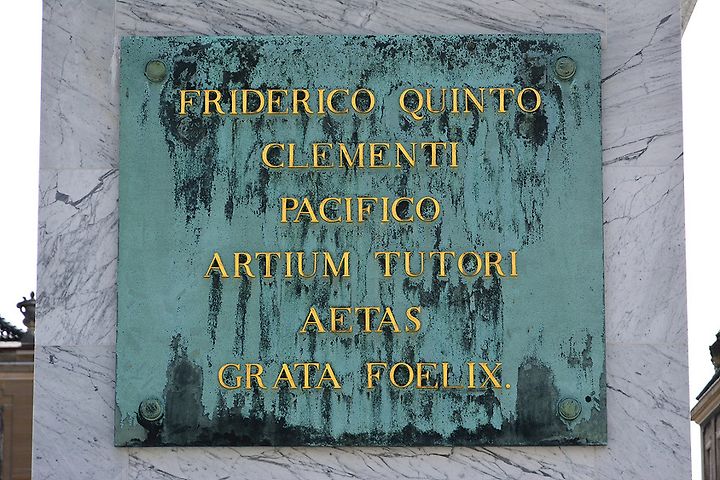 FRIDERICO QUINTO
CLEMENTI
PACIFICO
ARTIUM TUTORI
AETAS
GRATA FOELIX.